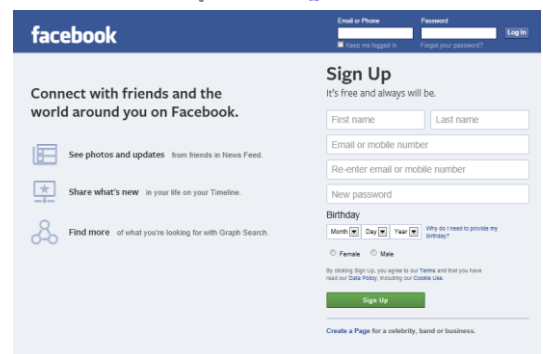 Email or Phone Password
facebook Log In
Keep me logged in Forgot your password?
Sign Up
It's free and always will be.
Connect with friends and the
world around you on Facebook.
First name Last name
Email or mobile number
See photos and updates from friends in News Feed.
Re-enter email or mobile number
Share what's new in your life on your Timeline.
New password
Birthday
Find more of what you're looking for with Graph Search.
Month Day Year Why do I need to provide my
birthday?
Female Male
By clicking Sign Up, you agree to our Terms and that you have
read our Data Policy, including our Cookie Use.
Sign Up
Create a Page for a celebrity, band or business.